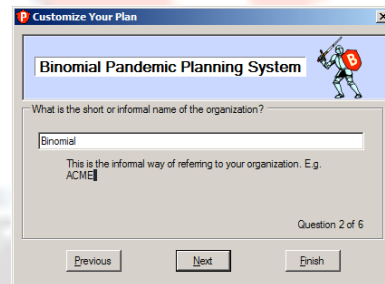 Customize Your Plan
Binomial Pandemic Planning System
B
What is the short or informal name of the organization?
Binomial
This is the informal way of referring to your organization. E.g.
ACME
Question 2 of 6
Previous
Next
Finish